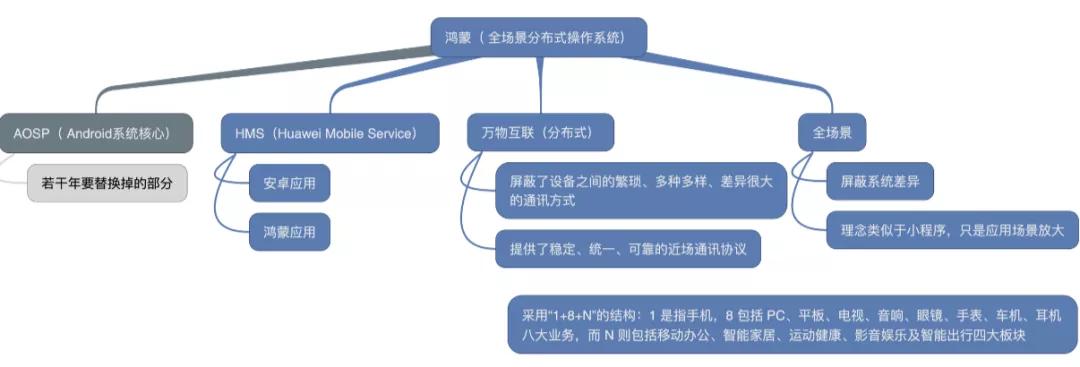 鸿蒙（ 全场景分布式操作系统）
AOSP（ Android系统核心）
HMS（Huawei Mobile Service）
万物互联（分布式）
全场景
若干年要替换掉的部分
安卓应用
鸿蒙应用
屏蔽了设备之间的繁琐、多种多样、差异很大
的通讯方式
提供了稳定、统一、可靠的近场通讯协议
屏蔽系统差异
理念类似于小程序，只是应用场景放大
采用“1+8+N”的结构：1 是指手机，8 包括 PC、平板、电视、音响、眼镜、手表、车机、耳机
八大业务，而 N 则包括移动办公、智能家居、运动健康、影音娱乐及智能出行四大板块